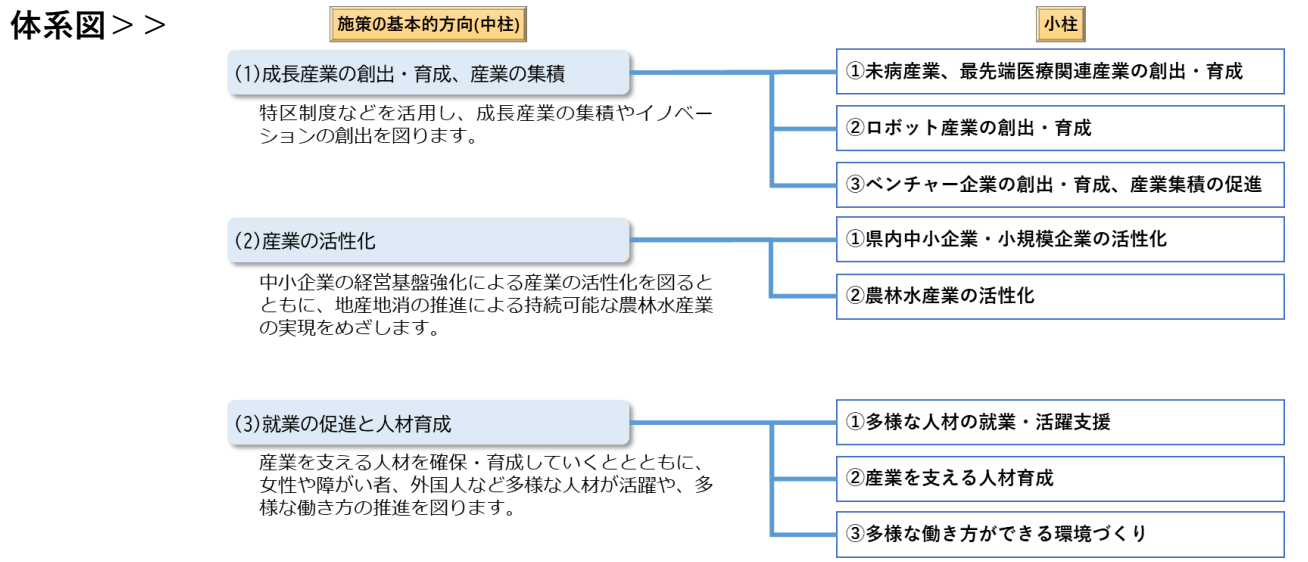 体系図＞＞
施策の基本的方向(中柱)
小柱
(1)成長産業の創出・育成、産業の集積
特区制度などを活用し、成長産業の集積やイノベー
ションの創出を図ります。
①未病産業、最先端医療関連産業の創出・育成
②ロボット産業の創出・育成
③ベンチャー企業の創出・育成、産業集積の促進
(2)産業の活性化
中小企業の経営基盤強化による産業の活性化を図ると
ともに、地産地消の推進による持続可能な農林水産業
の実現をめざします。
①県内中小企業・小規模企業の活性化
②農林水産業の活性化
(3)就業の促進と人材育成
産業を支える人材を確保・育成していくととともに、
女性や障がい者、外国人など多様な人材が活躍や、多
様な働き方の推進を図ります。
①多様な人材の就業・活躍支援
②産業を支える人材育成
③多様な働き方ができる環境づくり